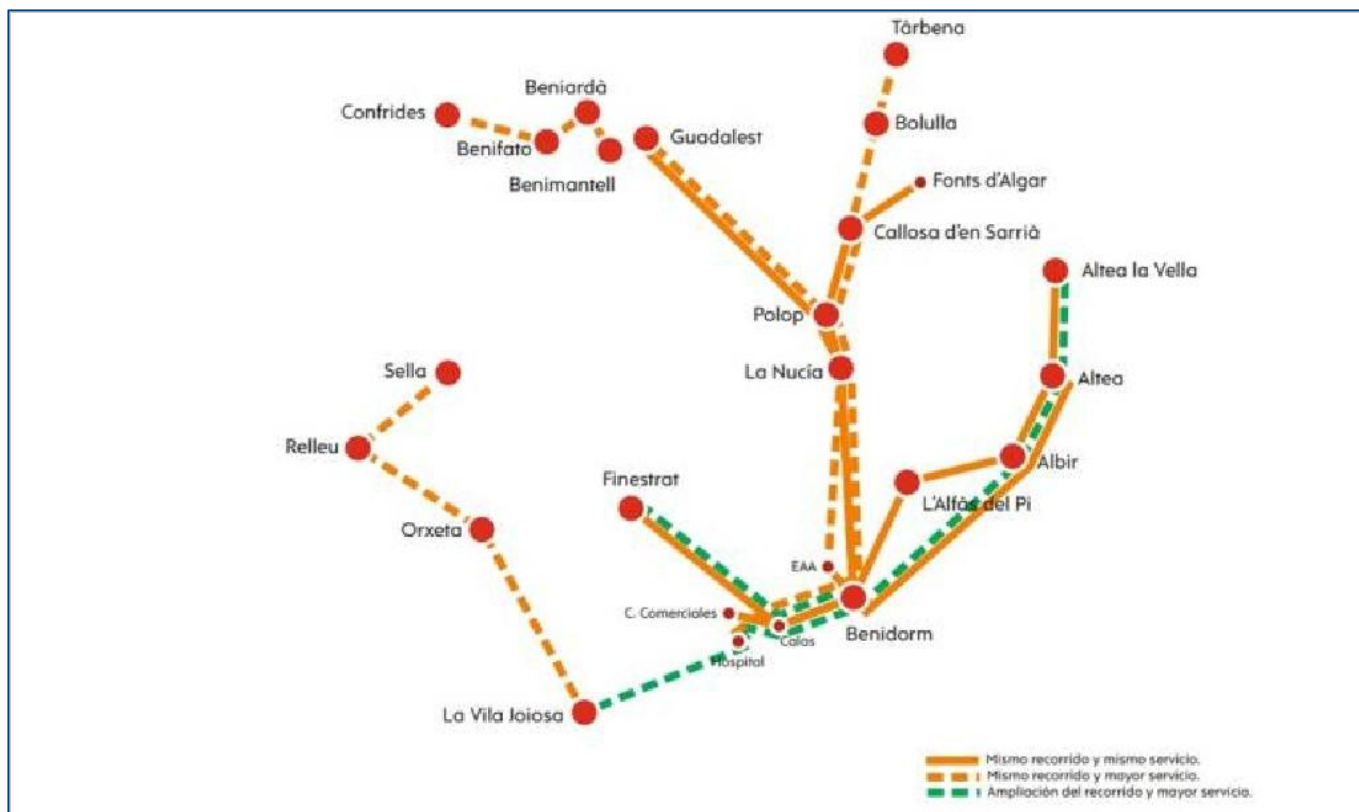 Tàrbena
Beniardà
Confrides
Bolulla
Guadalest
Benifato
Benimantell
Fonts d'Algar
Callosa d'en Sarrià
Altea la Vella
Polop
La Nucía
Sella
Altea
Relleu
Albir
Finestrat
L'Alfàs del Pi
Orxeta
EAA
C. Comerciales
Benidorm
Calas
Hospital
La Vila Joiosa
Mismo recorrido y mismo servicio.
Mismo recorrido y mayor servicio.
Ampliación del recorrido y mayor servicio.